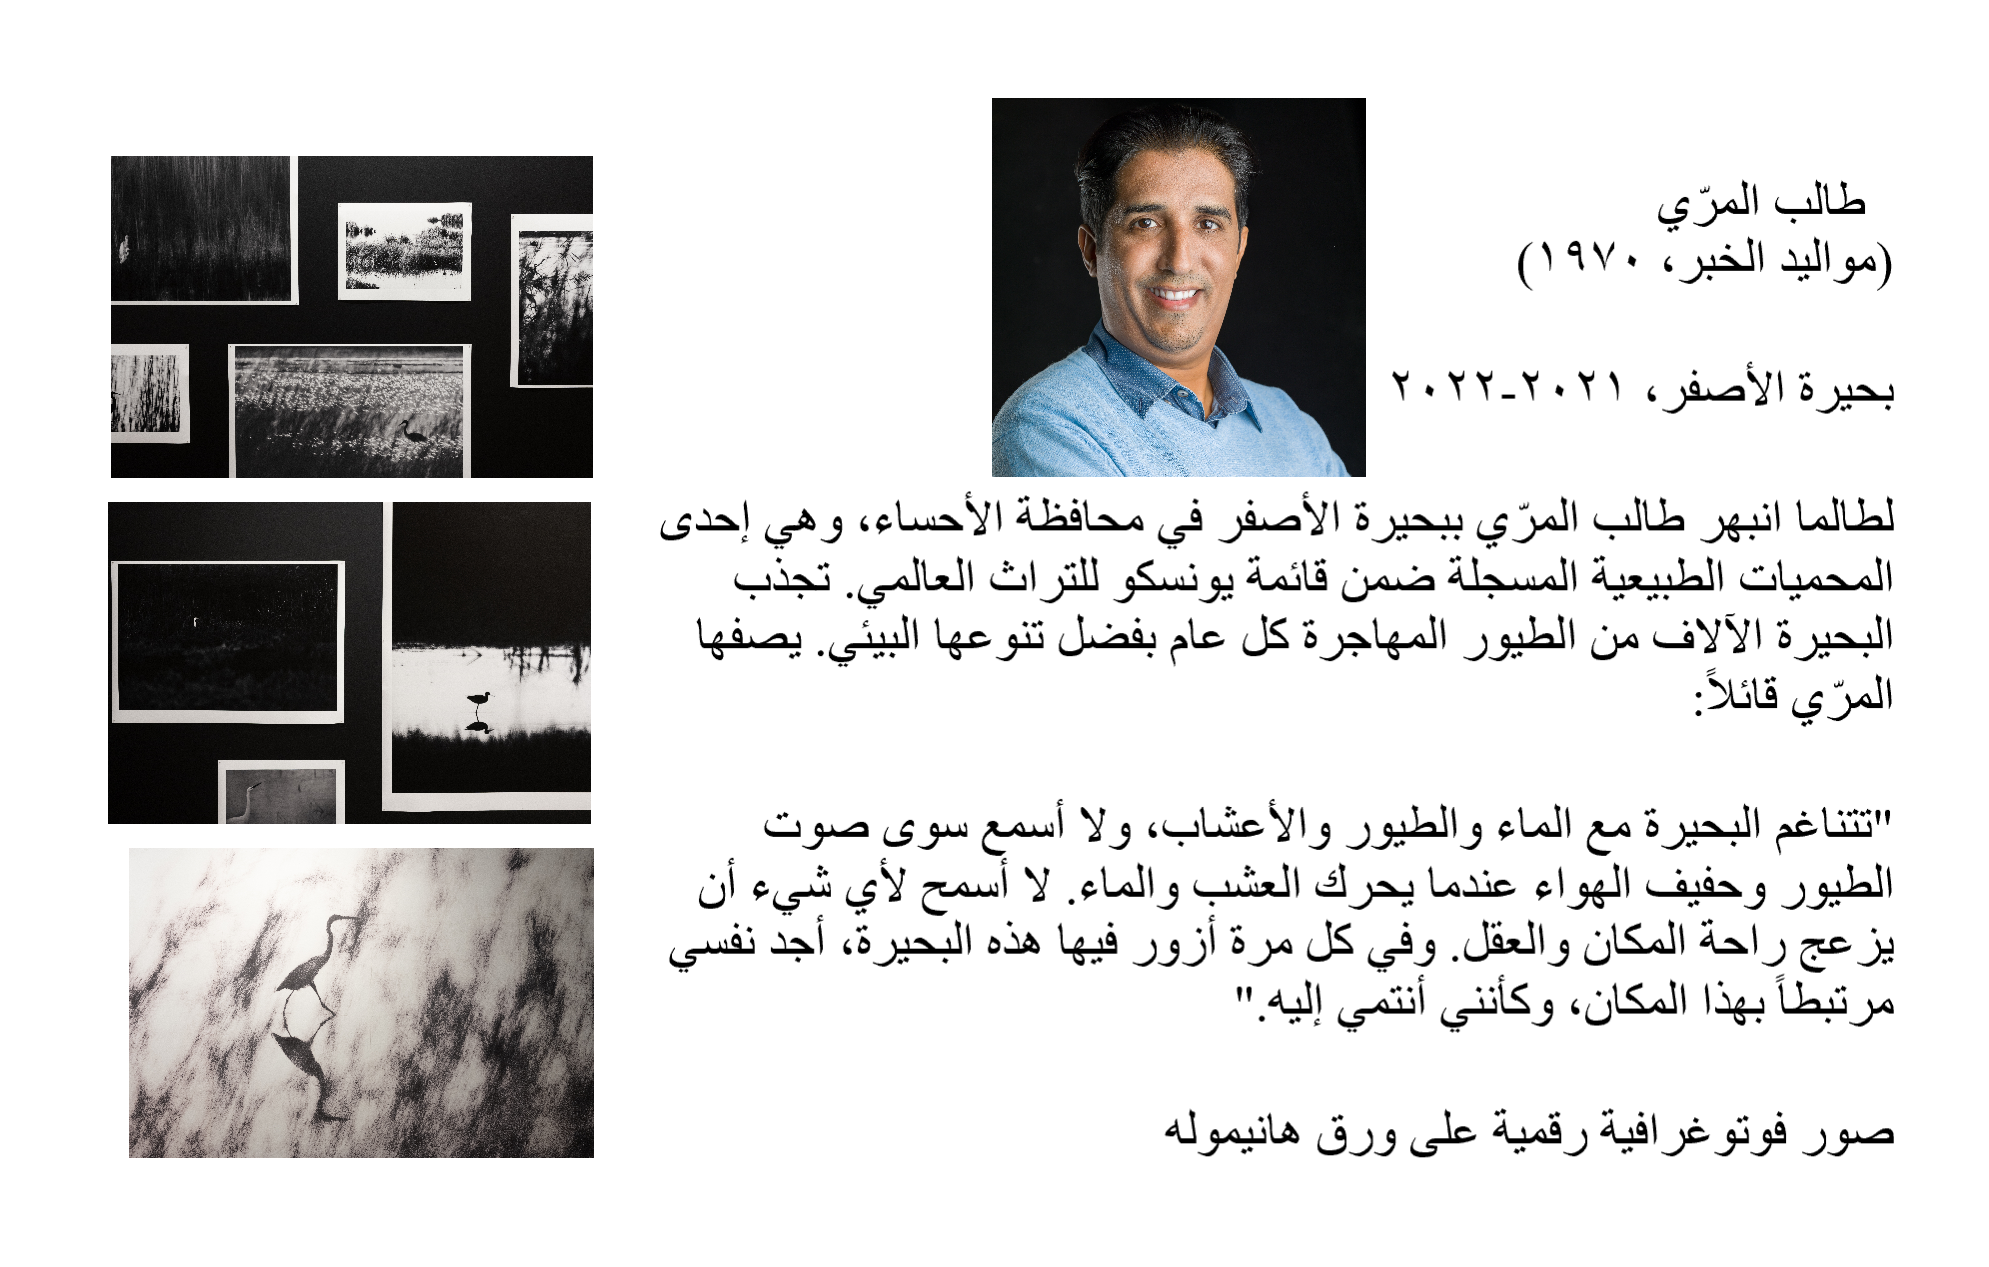 طالب المرّي
(مواليد الخبر، ١٩٧٠)
بحيرة الأصفر، ٢٠٢١-٢٠٢٢
لطالما انبهر طالب المرّي ببحيرة الأصفر في محافظة الأحساء، وهي إحدى
المحميات الطبيعية المسجلة ضمن قائمة يونسكو للتراث العالمي. تجذب
البحيرة الآلاف من الطيور المهاجرة كل عام بفضل تنوعها البيئي. يصفها
المرّي قائلاً:
"تتناغم البحيرة مع الماء والطيور والأعشاب، ولا أسمع سوى صوت
الطيور وحفيف الهواء عندما يحرك العشب والماء. لا أسمح لأي شيء أن
يزعج راحة المكان والعقل. وفي كل مرة أزور فيها هذه البحيرة، أجد نفسي
مرتبطاً بهذا المكان، وكأنني أنتمي إليه."
صور فوتوغرافية رقمية على ورق هانيموله